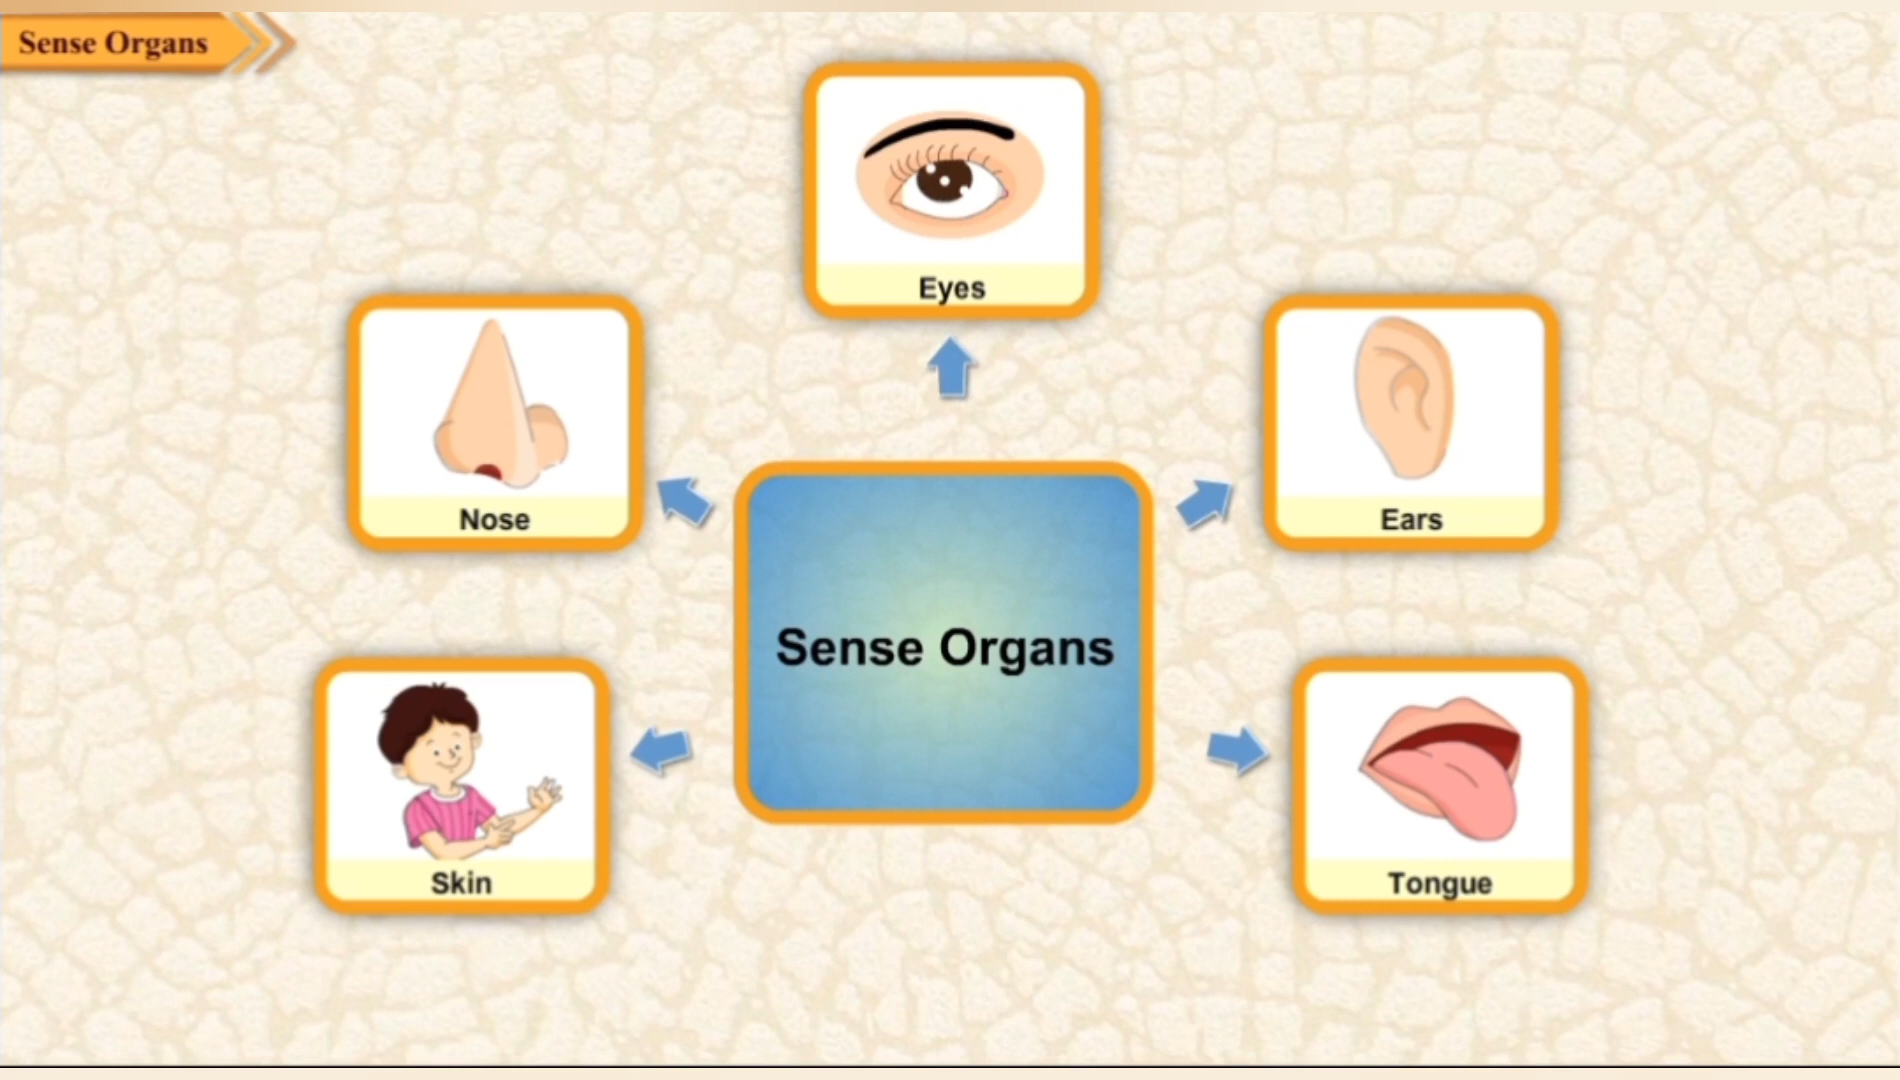 Sense Organs
Eyes
Nose
Ears
Sense Organs
Skin
Tongue